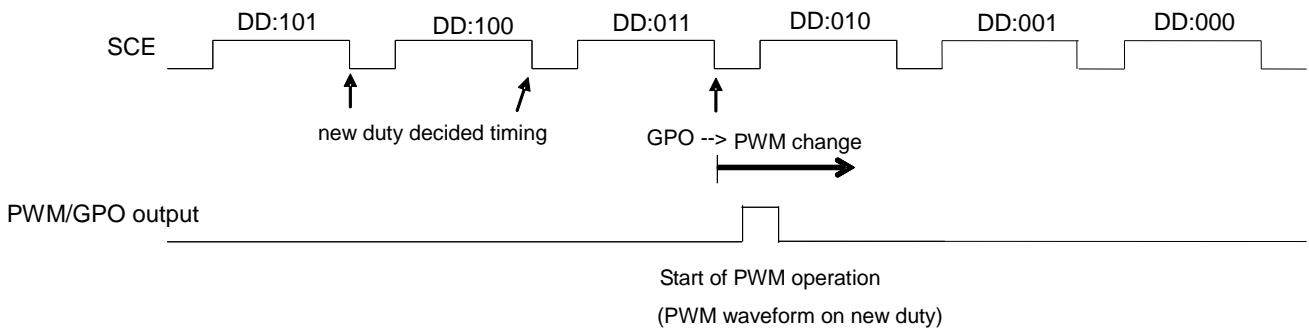 DD:101 DD:100 DD:011 DD:010 DD:001 DD:000
SCE
new duty decided timing
GPO --> PWM change
PWM/GPO output
Start of PWM operation
(PWM waveform on new duty)